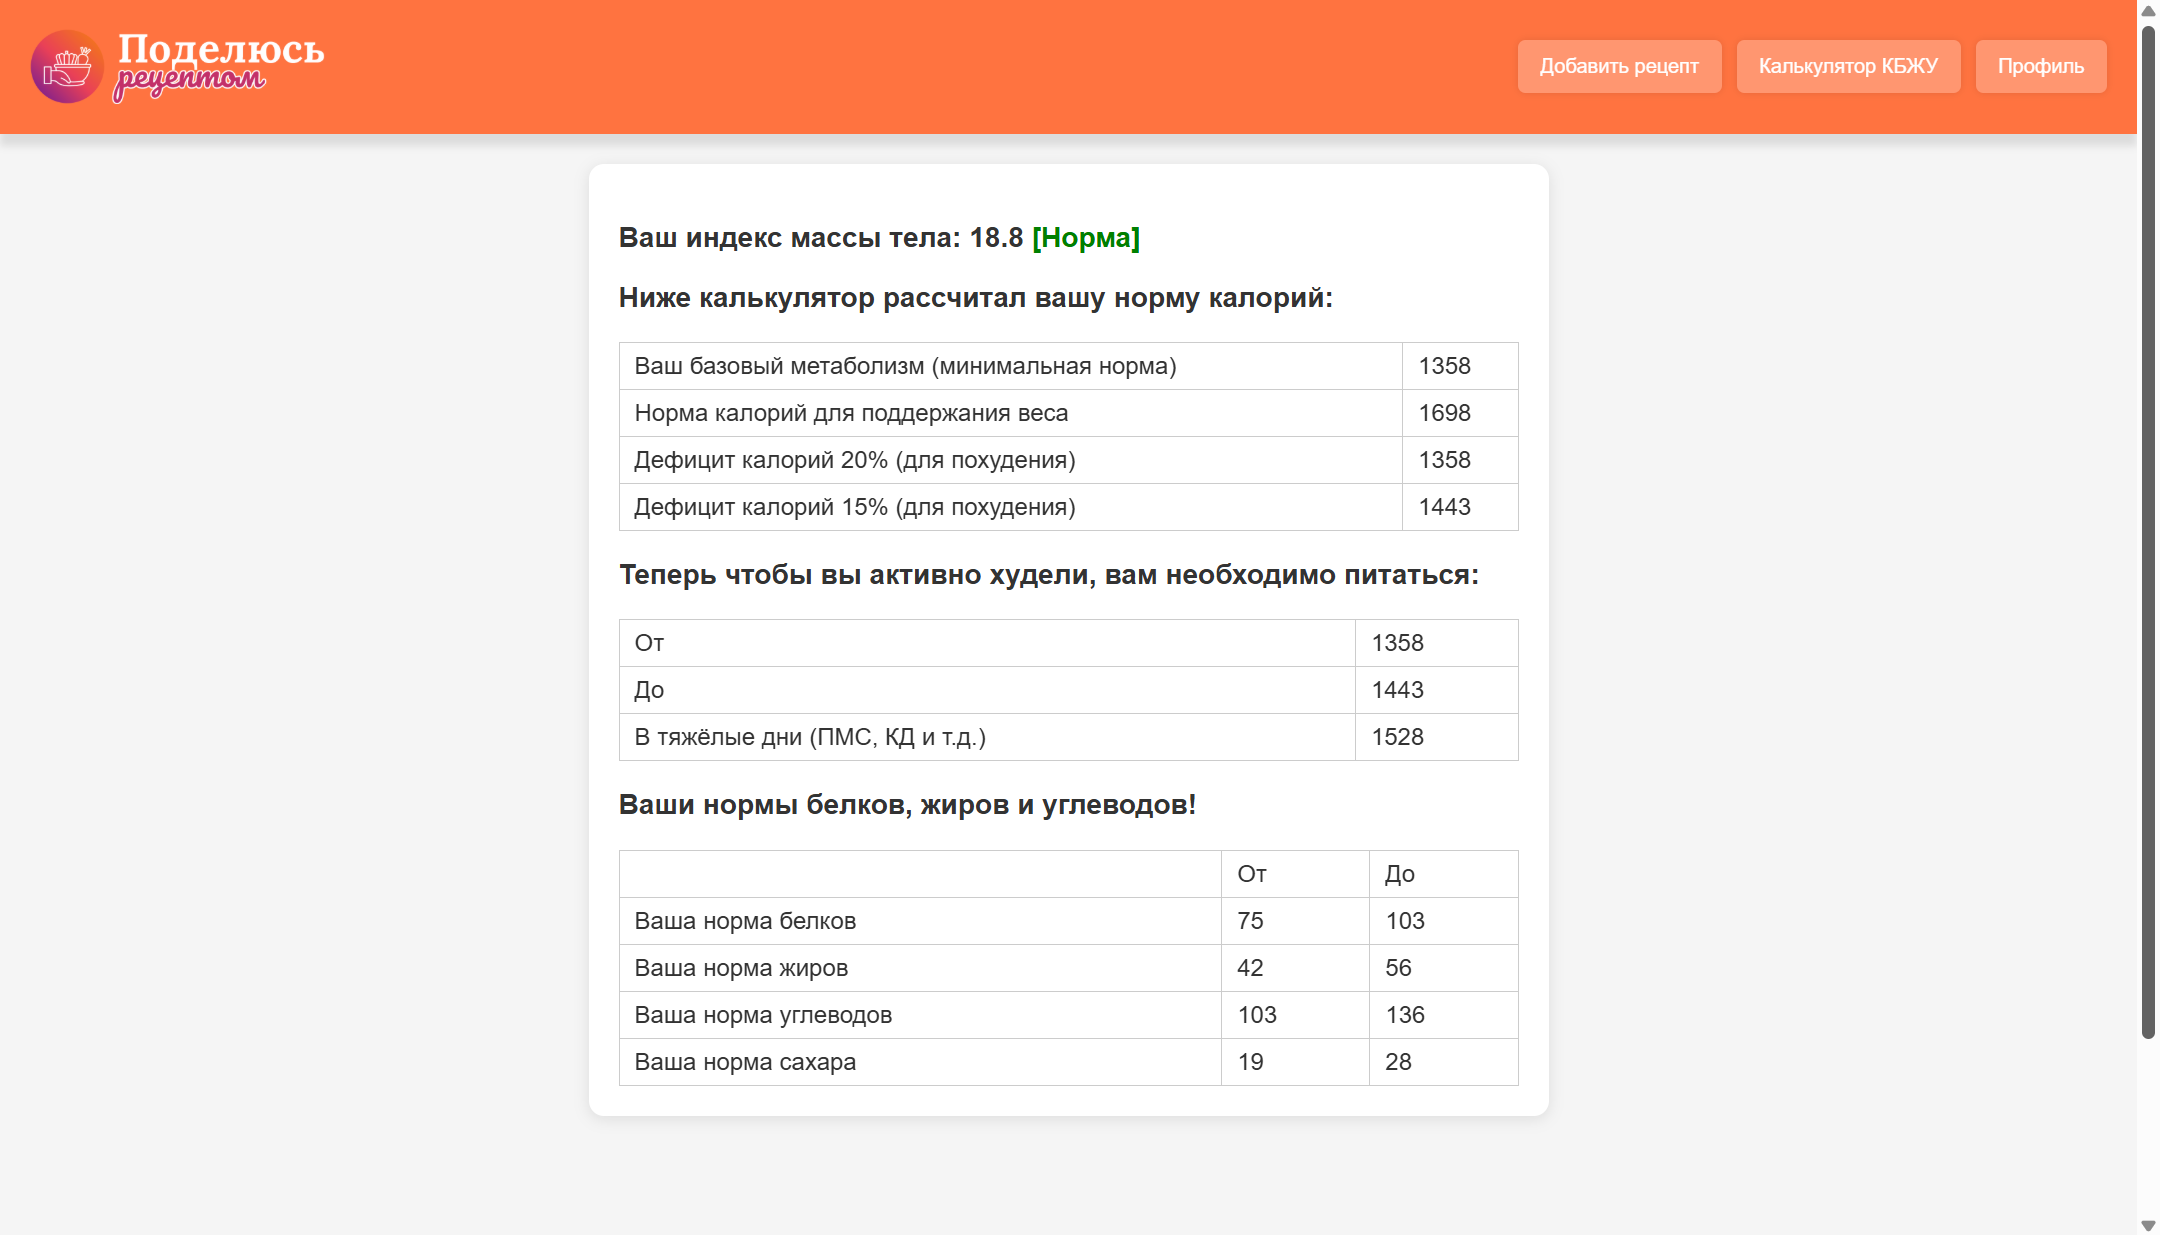 Поделюсь
рецептом
Добавить рецепт
Калькулятор КБЖУ
Профиль
Ваш индекс массы тела: 18.8 [Норма]
Ниже калькулятор рассчитал вашу норму калорий:
Ваш базовый метаболизм (минимальная норма) 1358
Норма калорий для поддержания веса 1698
Дефицит калорий 20% (для похудения) 1358
Дефицит калорий 15% (для похудения) 1443
Теперь чтобы вы активно худели, вам необходимо питаться:
От 1358
До 1443
В тяжёлые дни (ПМС, КД и т.д.) 1528
Ваши нормы белков, жиров и углеводов!
От До
Ваша норма белков 75 103
Ваша норма жиров 42 56
Ваша норма углеводов 103 136
Ваша норма сахара 19 28